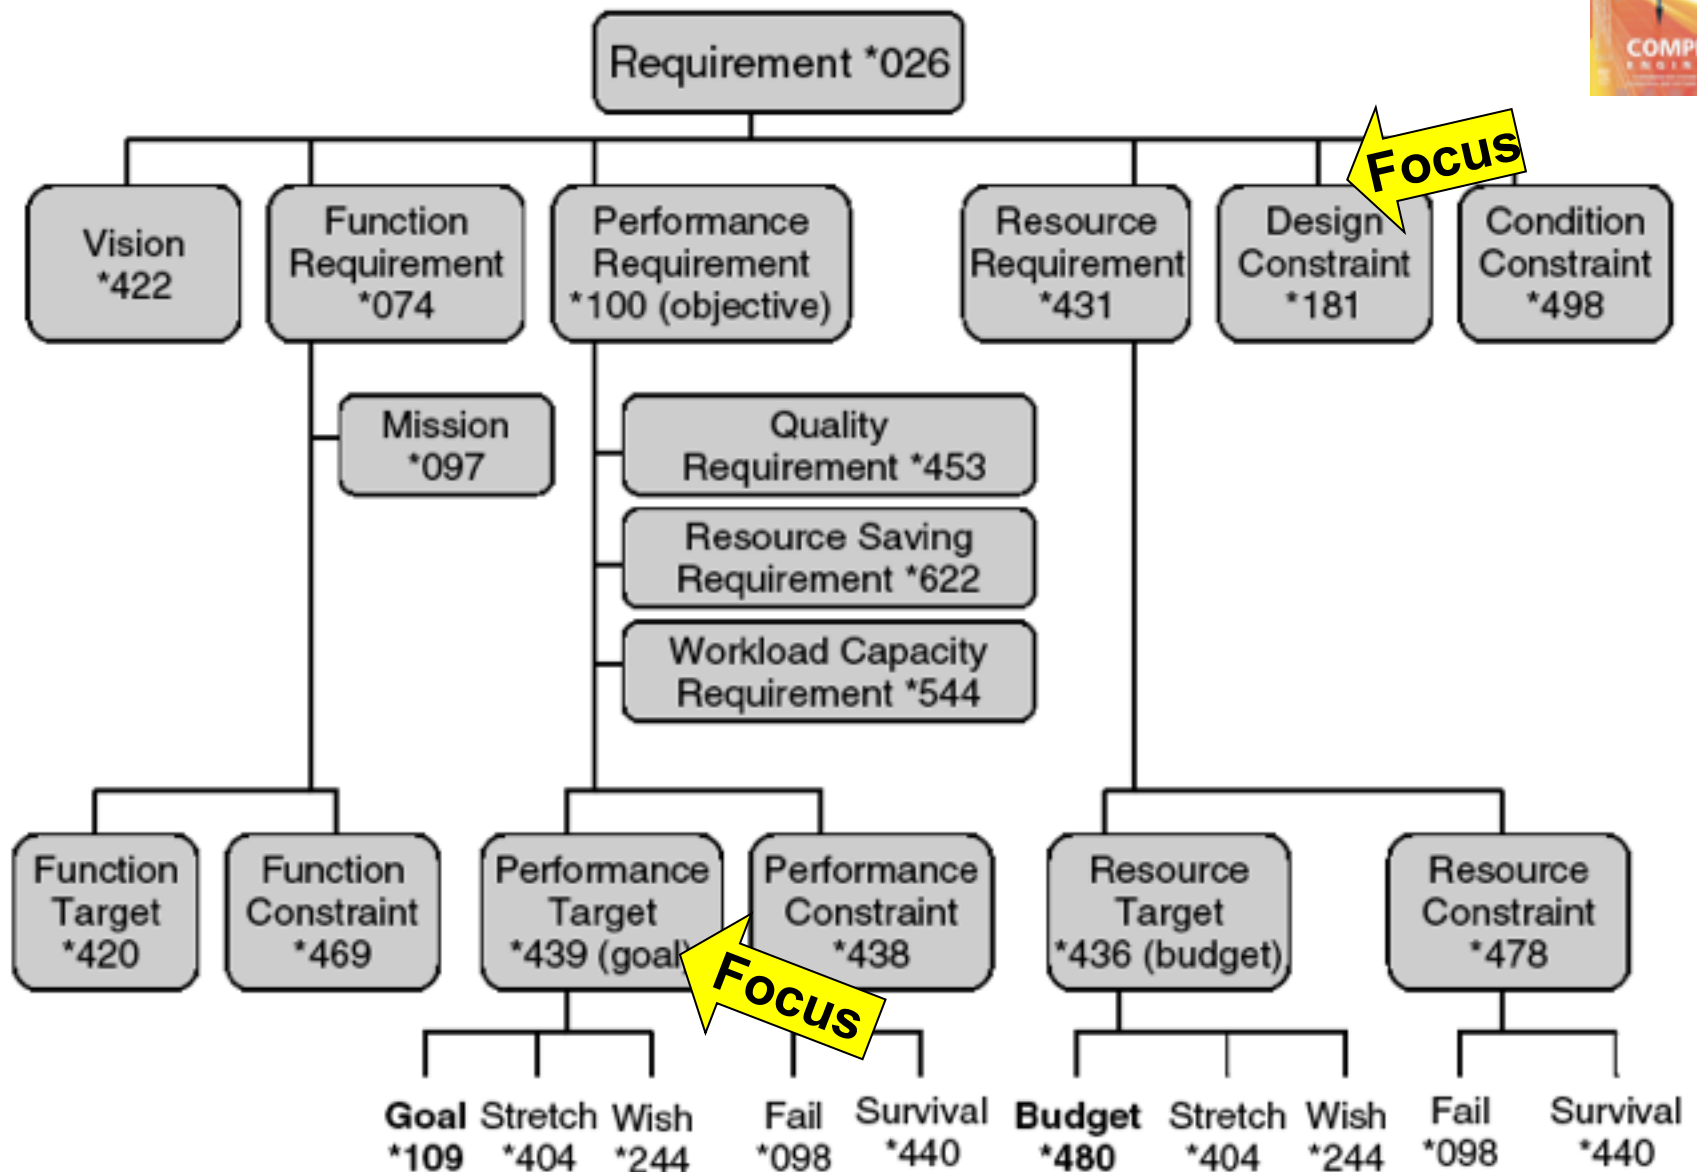 Requirement *026
COMP
Focus
Vision
*422
Function
Requirement
*074
Performance
Requirement
*100 (objective)
Resource
Requirement
*431
Design
Constraint
*181
Condition
Constraint
*498
Mission
*097
Quality
Requirement *453
Resource Saving
Requirement *622
Workload Capacity
Requirement *544
Function
Target
*420
Function
Constraint
*469
Performance
Target
*439 (goal)
Performance
Constraint
*438
Resource
Target
*436 (budget)
Resource
Constraint
*478
Focus
Goal
*109
Stretch
*404
Wish
*244
Fail
*098
Survival
*440
Budget
*480
Stretch
*404
Wish
*244
Fail
*098
Survival
*440